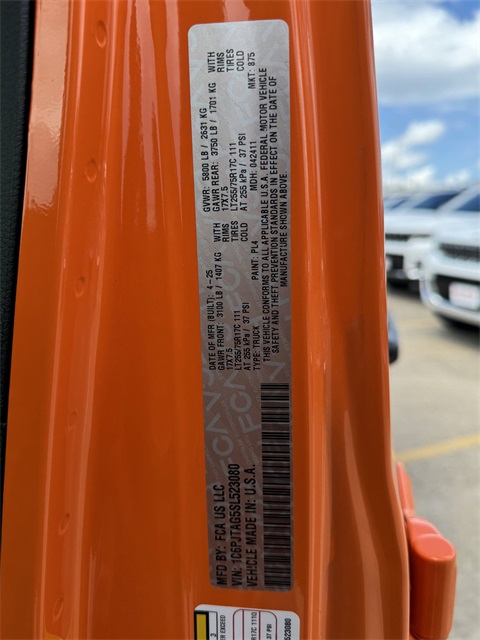 MFD BY: FCA US LLC
VIN: 1C6PJTAG5SL523080
VEHICLE MADE IN: U.S.A.
DATE OF MFR (BUILT): 4-25 GVWR: 5800 LB / 2631 KG
GAWR FRONT: 3100 LB / 1407 KG WITH GAWR REAR: 3750 LB / 1701 KG WITH
17X7.5 RIMS 17X7.5 RIMS
LT255/75R17C 111 TIRES LT255/75R17C 111 TIRES
AT 255 kPa / 37 PSI COLD AT 255 kPa / 37 PSI COLD
TYPE: TRUCK PAINT: PL4 MDH: 042411 MKT: 875
THIS VEHICLE CONFORMS TO ALL APPLICABLE U.S.A. FEDERAL MOTOR VEHICLE
SAFETY AND THEFT PREVENTION STANDARDS IN EFFECT ON THE DATE OF
MANUFACTURE SHOWN ABOVE.